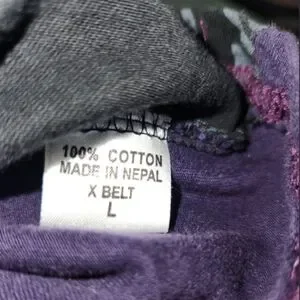 100% COTTON
MADE IN NEPAL
X BELT
L